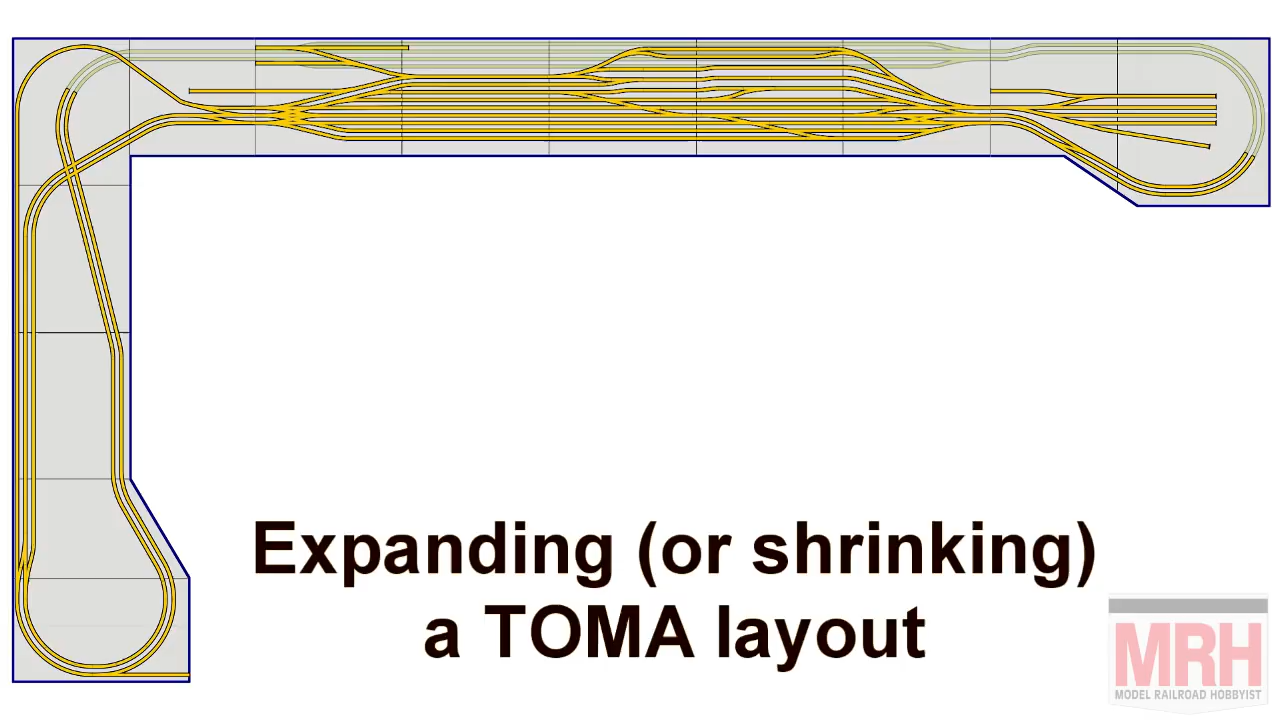 Expanding (or shrinking)
a TOMA layout
MRH
MODEL RAILROAD HOBBYIST